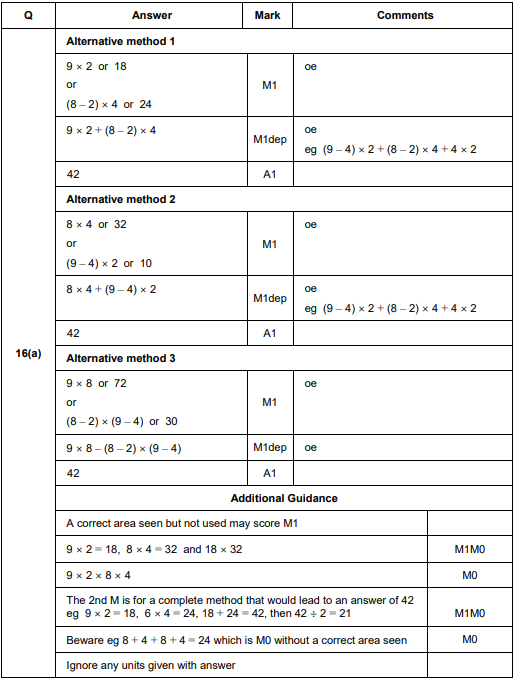 Q Answer Mark Comments
Alternative method 1
9 × 2 or 18
or
(8 – 2) × 4 or 24
M1
oe
9 × 2 + (8 – 2) × 4
M1dep
oe
eg (9 – 4) × 2 + (8 – 2) × 4 + 4 × 2
42 A1
Alternative method 2
8 × 4 or 32
or
(9 – 4) × 2 or 10
M1
oe
8 × 4 + (9 – 4) × 2
M1dep
oe
eg (9 – 4) × 2 + (8 – 2) × 4 + 4 × 2
42 A1
16(a)
Alternative method 3
9 × 8 or 72
or
(8 – 2) × (9 – 4) or 30
M1
oe
9 × 8 – (8 – 2) × (9 – 4) M1dep oe
42 A1
Additional Guidance
A correct area seen but not used may score M1
9 × 2 = 18, 8 × 4 = 32 and 18 × 32 M1M0
9 × 2 × 8 × 4 M0
The 2nd M is for a complete method that would lead to an answer of 42
eg 9 × 2 = 18, 6 × 4 = 24, 18 + 24 = 42, then 42 ÷ 2 = 21 M1M0
Beware eg 8 + 4 + 8 + 4 = 24 which is M0 without a correct area seen M0
Ignore any units given with answer